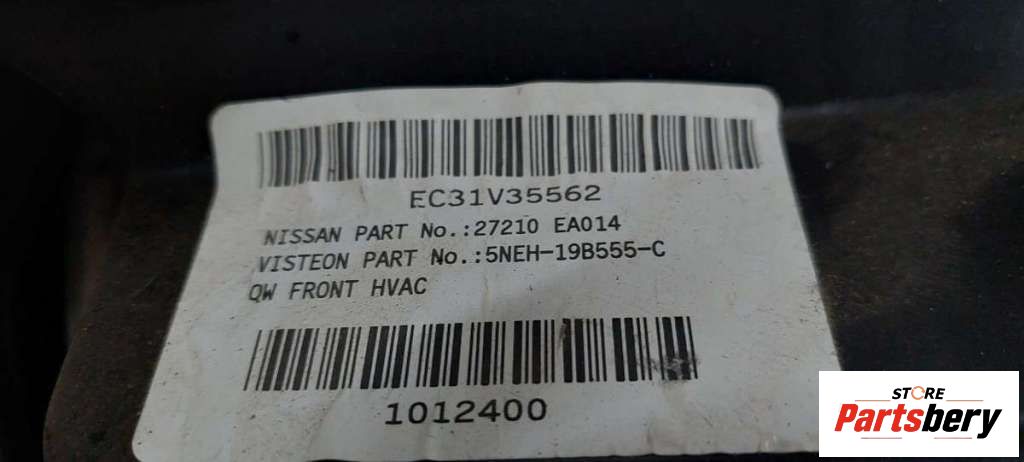 EC31V35562
NISSAN PART No.:27210 EA014
VISTEON PART No.:5NEH-19B555-C
QW FRONT HVAC
1012400
STORE
Partsbery